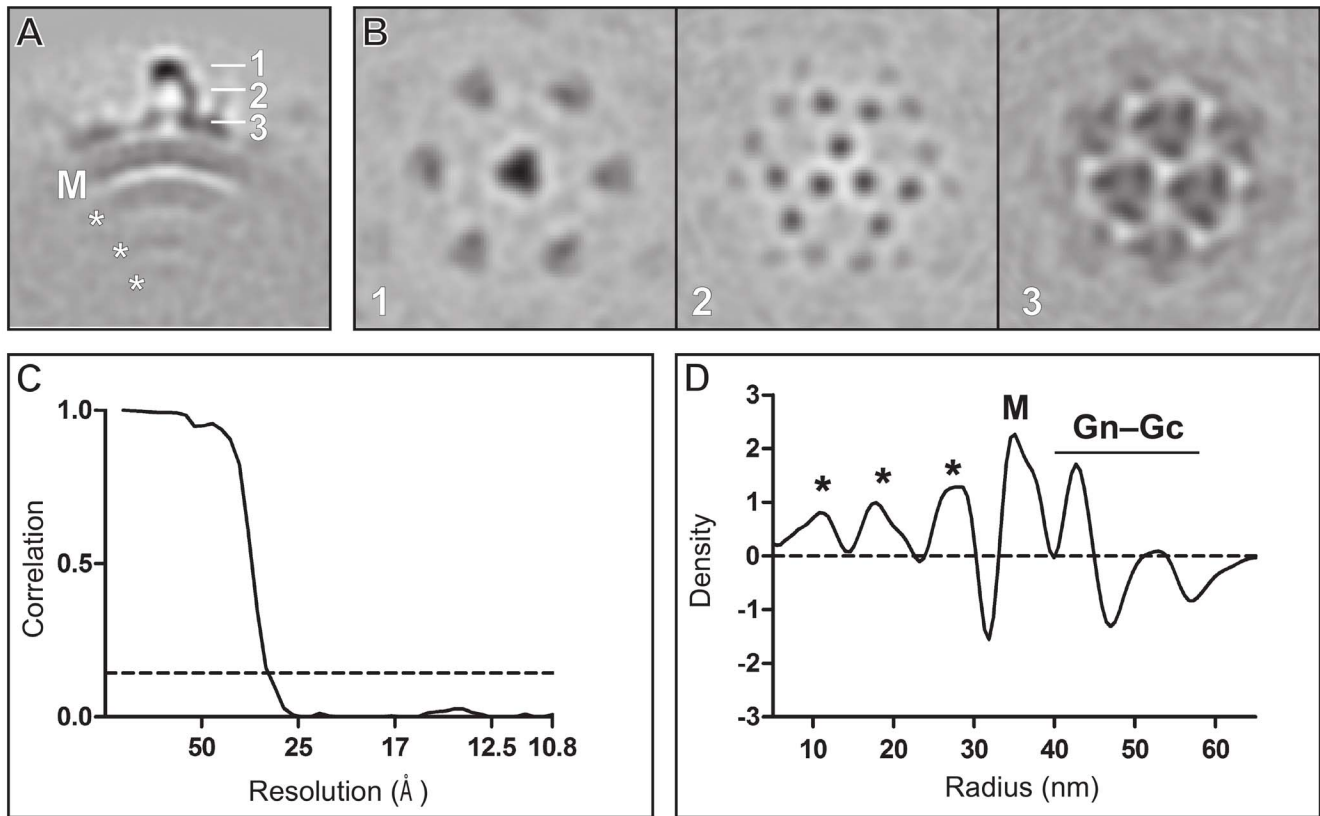 A
1
2
3
M
*
*
*
B
1
2
3
C
1.0
0.5
0.0
Correlation
50 25 17 12.5 10.8
Resolution (Å)
D
3
2
1
0
-1
-2
-3
Density
* * * M Gn–Gc
10 20 30 40 50 60
Radius (nm)